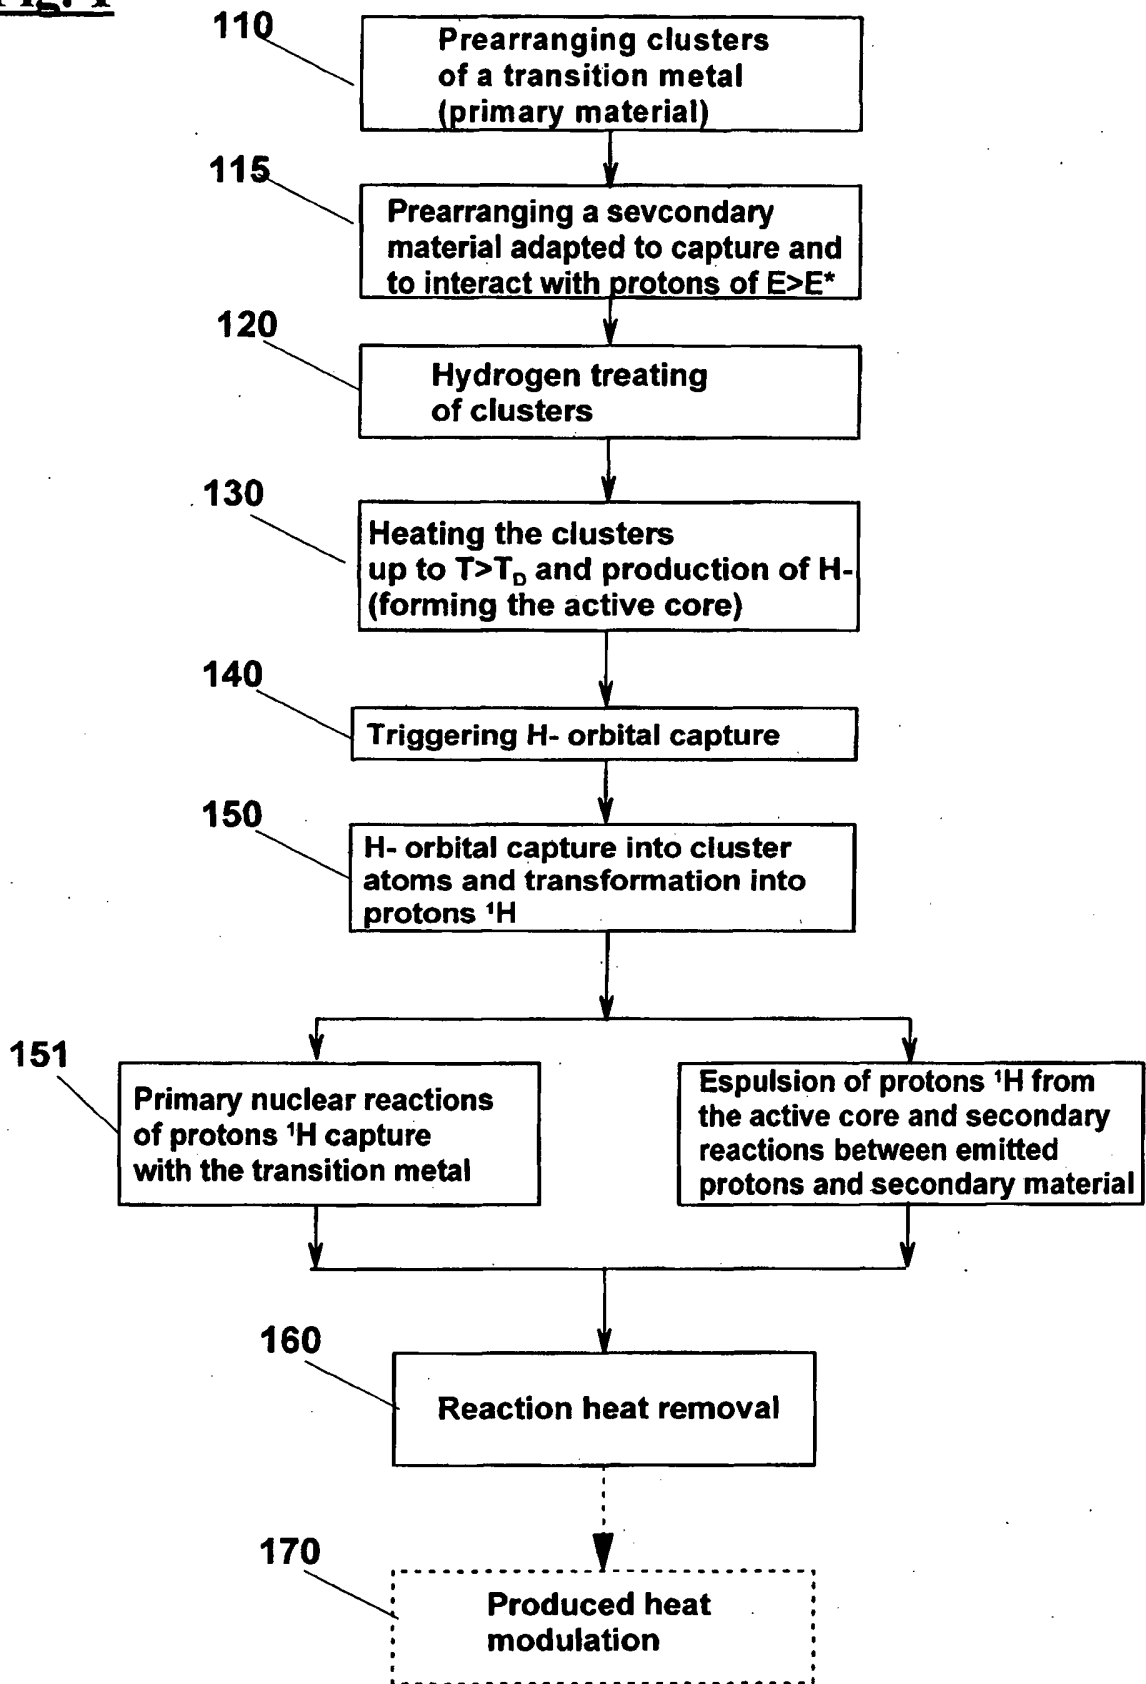 Fig. 1
110
Prearranging clusters
of a transition metal
(primary material)
115
Prearranging a sevcondary
material adapted to capture and
to interact with protons of E>E*
120
Hydrogen treating
of clusters
130
Heating the clusters
up to T>T_D and production of H-
(forming the active core)
140
Triggering H- orbital capture
150
H- orbital capture into cluster
atoms and transformation into
protons ¹H
151
Primary nuclear reactions
of protons ¹H capture
with the transition metal
Espulsion of protons ¹H from
the active core and secondary
reactions between emitted
protons and secondary material
160
Reaction heat removal
170
Produced heat
modulation